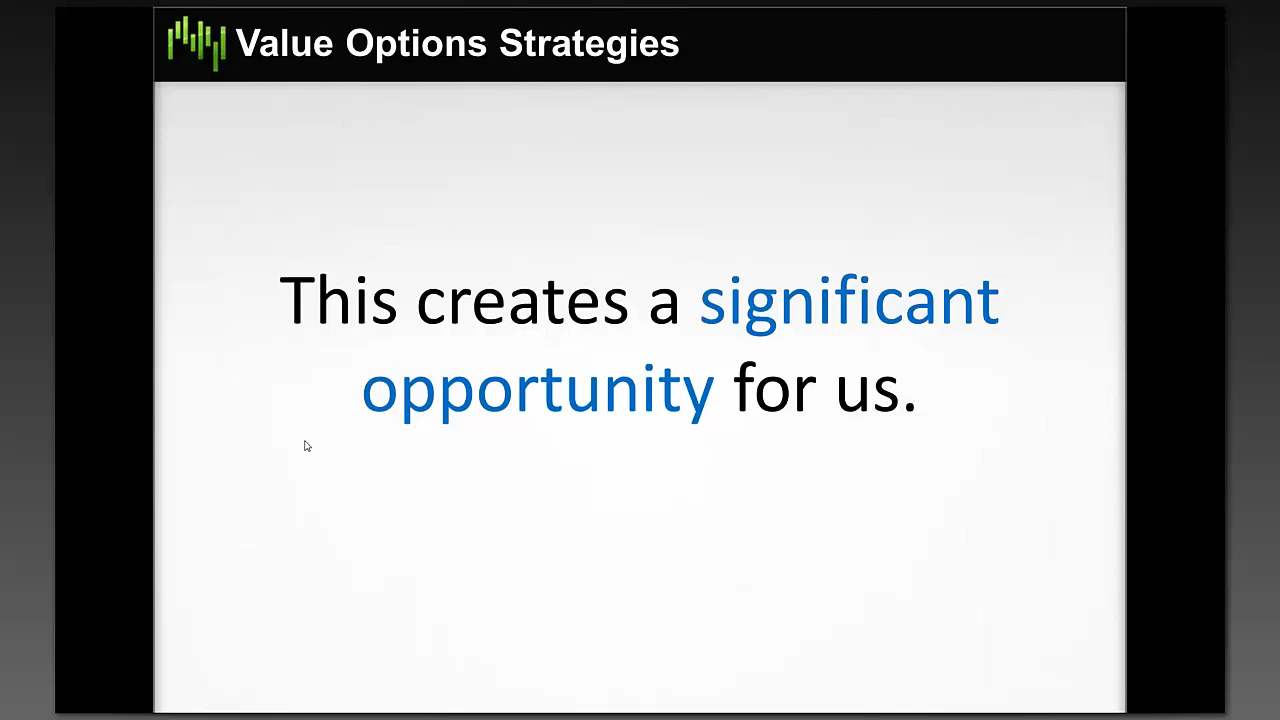 Value Options Strategies
This creates a significant
opportunity for us.